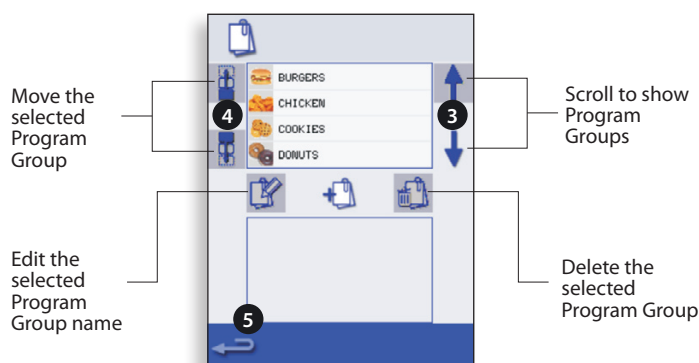 BURGERS
CHICKEN
COOKIES
DONUTS
4
3
5
Move the
selected
Program
Group
Scroll to show
Program
Groups
Edit the
selected
Program
Group name
Delete the
selected
Program Group